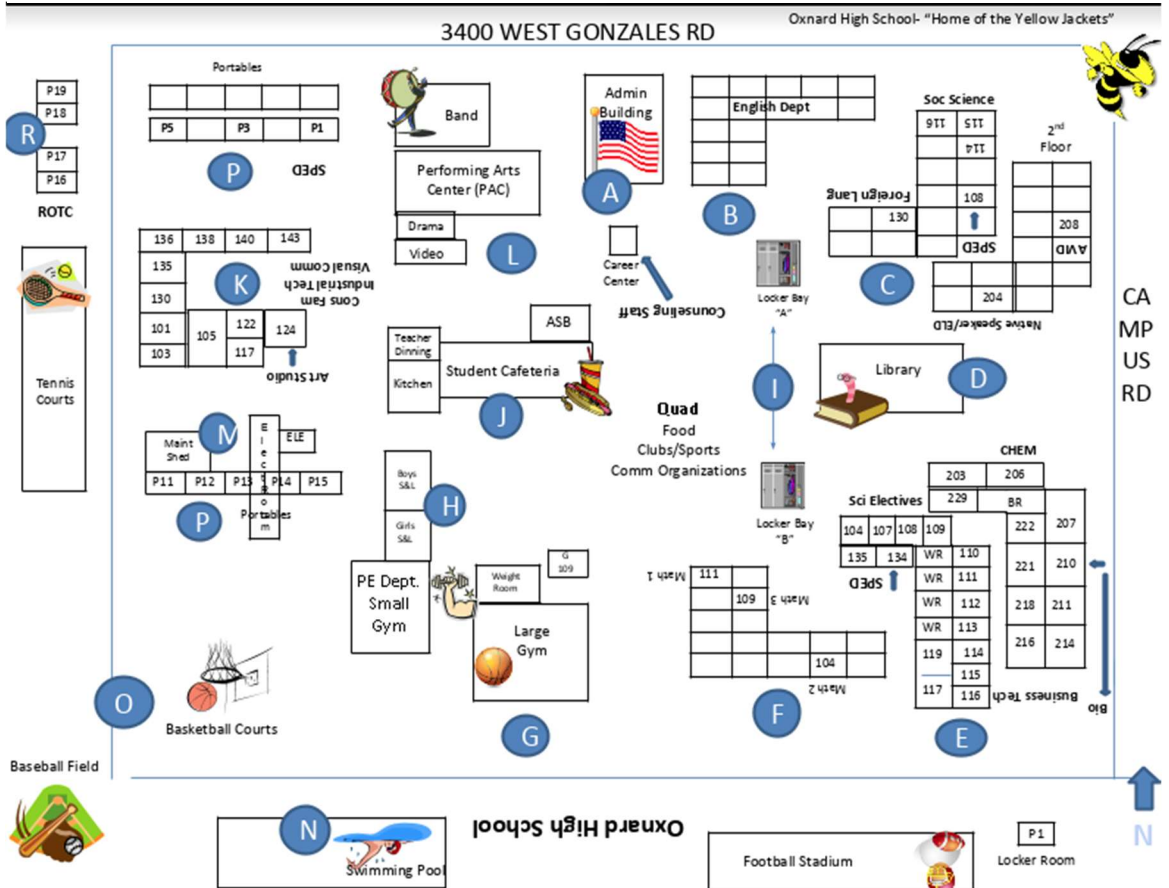 Oxnard High School- “Home of the Yellow Jackets”
3400 WEST GONZALES RD
P19
P18
R
P17
P16
ROTC
Portables
P5 P3 P1
P
SPED
Band
Performing Arts
Center (PAC)
Drama
Video
L
Admin
Building
A
Career
Center
Counseling Staff
English Dept
B
Soc Science
116 115
114
108
SPED
Foreign Lang
130
C
2nd
Floor
208
AVID
204
Native Speaker/ELD
CA
MP
US
RD
Tennis
Courts
136 138 140 143
135
130
101
103
105
122
117
124
K
Visual Comm
Industrial Tech
Cons Fam
Art Studio
ASB
Teacher
Dinning
Kitchen
Student Cafeteria
J
Locker Bay
"A"
I
Library
D
Quad
Food
Clubs/Sports
Comm Organizations
Locker Bay
"B"
Maint
Shed
M
Elect Room
ELE
P11 P12 P13 P14 P15
P
Portables
Boys
S&L
Girls
S&L
H
PE Dept.
Small
Gym
Weight
Room
G
109
Large
Gym
G
O
Basketball Courts
Math 1
111
109
Math 3
104
Math 2
F
CHEM
203 206
229 BR
Sci Electives
104 107 108 109
135 134
SPED
WR 110
WR 111
WR 112
WR 113
119 114
115
117 116
222 207
221 210
218 211
216 214
Business Tech
Bio
E
Baseball Field
N
Swimming Pool
Oxnard High School
Football Stadium
P1
Locker Room
N